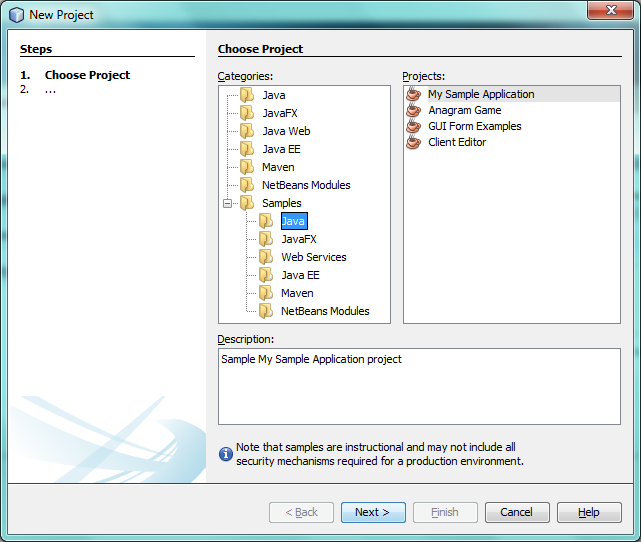 New Project
Steps
1. Choose Project
2. ...
Choose Project
Categories:
Java
JavaFX
Java Web
Java EE
Maven
NetBeans Modules
Samples
Java
JavaFX
Web Services
Java EE
Maven
NetBeans Modules
Projects:
My Sample Application
Anagram Game
GUI Form Examples
Client Editor
Description:
Sample My Sample Application project
Note that samples are instructional and may not include all
security mechanisms required for a production environment.
< Back
Next >
Finish
Cancel
Help